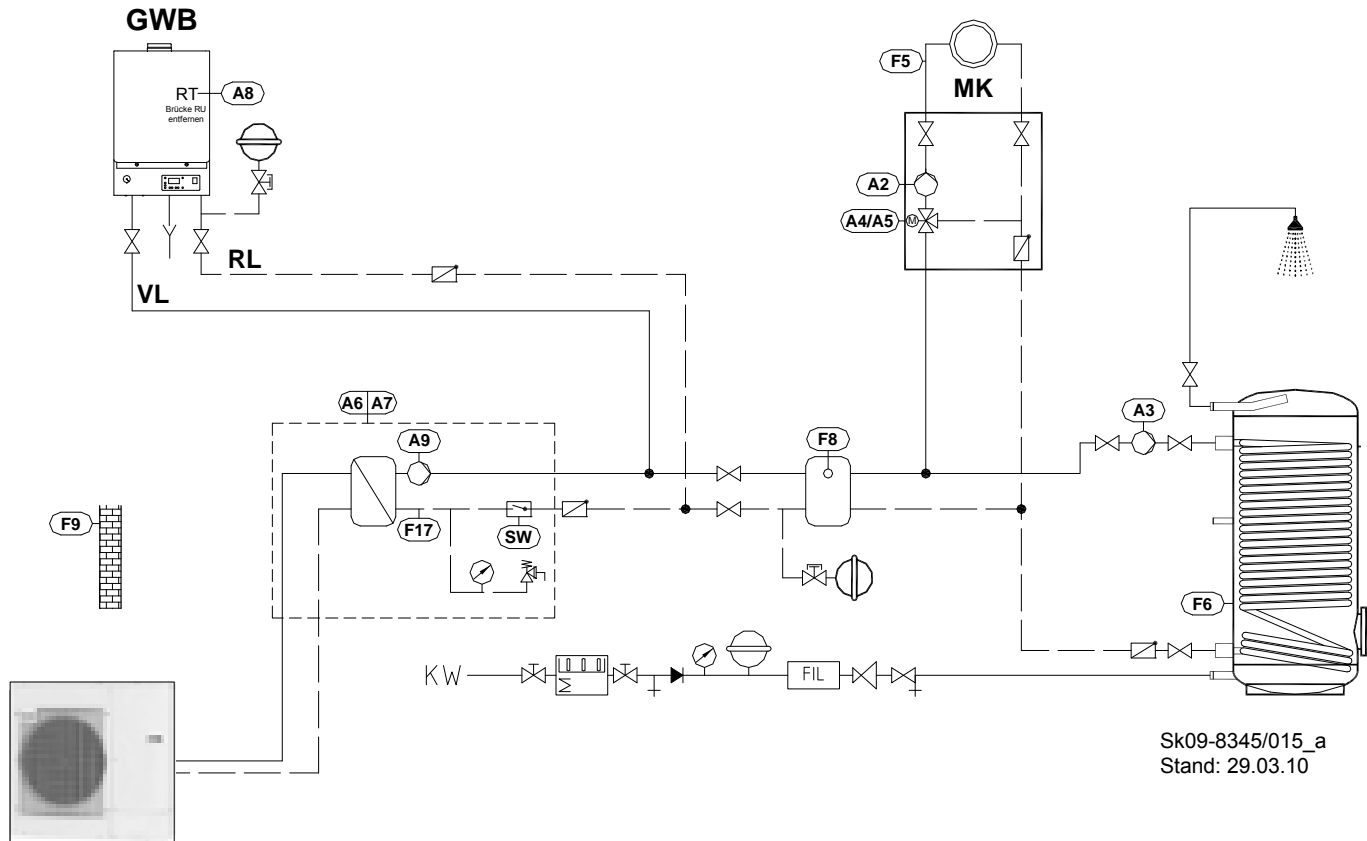 GWB
RT
A8
Brücke RU
entfernen
F5
MK
A2
A4/A5
M
RL
VL
A6 A7
A9
F8
A3
F9
F17
SW
F6
KW
Σ
FIL
Sk09-8345/015_a
Stand: 29.03.10